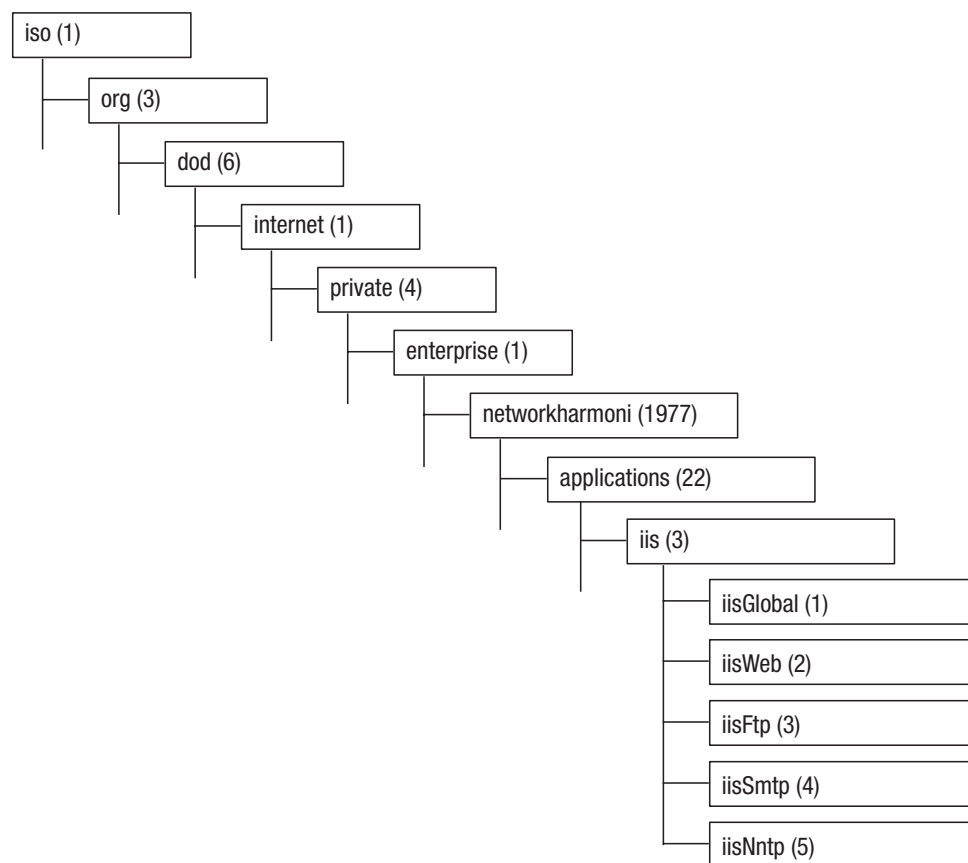 iso (1)
org (3)
dod (6)
internet (1)
private (4)
enterprise (1)
networkharmoni (1977)
applications (22)
iis (3)
iisGlobal (1)
iisWeb (2)
iisFtp (3)
iisSmtp (4)
iisNntp (5)